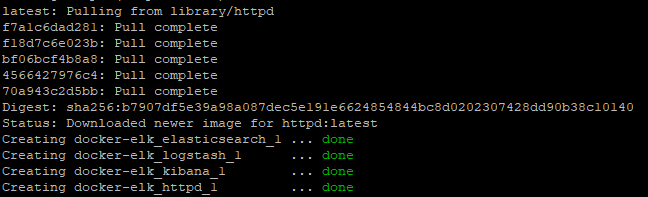 latest: Pulling from library/httpd
f7a1c6dad281: Pull complete
f18d7c6e023b: Pull complete
bf06bcf4b8a8: Pull complete
4566427976c4: Pull complete
70a943c2d5bb: Pull complete
Digest: sha256:b7907df5e39a98a087dec5e191e6624854844bc8d0202307428dd90b38c10140
Status: Downloaded newer image for httpd:latest
Creating docker-elk_elasticsearch_1 ... done
Creating docker-elk_logstash_1      ... done
Creating docker-elk_kibana_1        ... done
Creating docker-elk_httpd_1         ... done